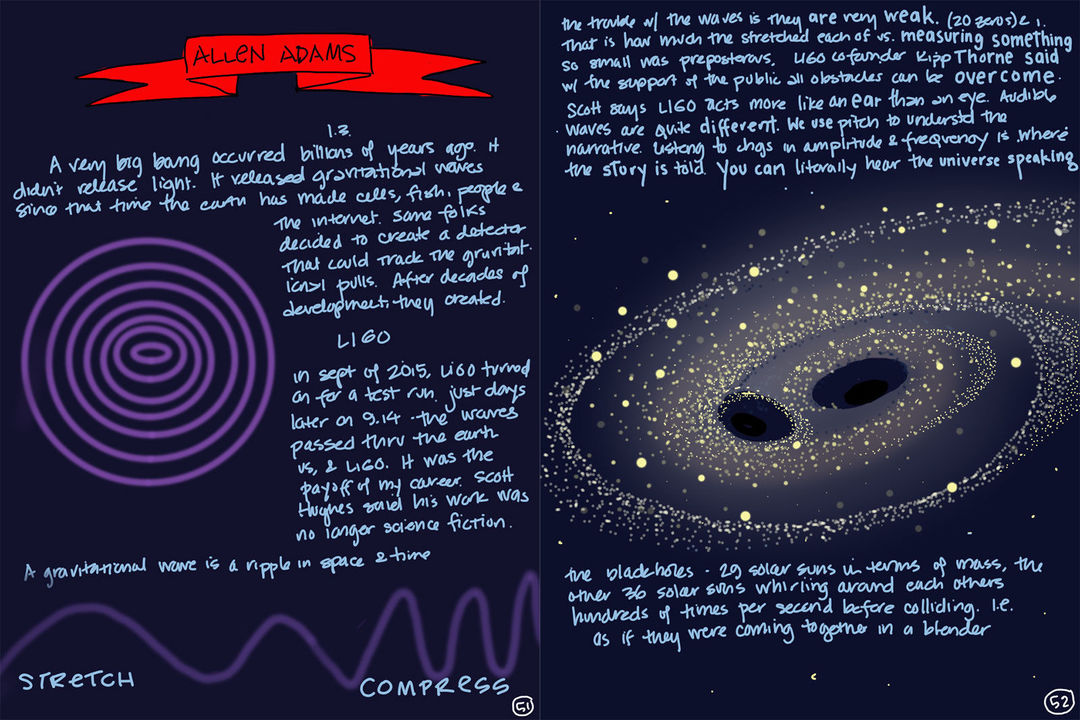 ALLEN ADAMS
1.3
A very big bang occurred billions of years ago. It
didn't release light. It released gravitational waves
since that time the earth has made cells, fish, people &
the internet. Some folks
decided to create a detector
that could track the gravitat-
ional pulls. After decades of
development, they created.
LIGO
in sept of 2015, LIGO turned
on for a test run. just days
later on 9.14 the waves
passed thru the earth
us, & LIGO. It was the
payoff of my career. Scott
Hughes said his work was
no longer science fiction.
A gravitational wave is a ripple in space & time
STRETCH
COMPRESS
51
the trouble w/ the waves is they are very weak. (20 zeros) & 1.
That is how much the stretched each of us. measuring something
so small was preposterous. LIGO cofounder Kipp Thorne said
w/ the support of the public all obstacles can be overcome.
Scott says LIGO acts more like an ear than an eye. Audible
waves are quite different. We use pitch to understd the
narrative. Listeng to chgs in amplitude & frequency is where
the story is told. You can literally hear the universe speaking
the blackholes - 29 solar suns in terms of mass, the
other 36 solar suns whirling around each others
hundreds of times per second before colliding. I.e.
as if they were coming together in a blender
52